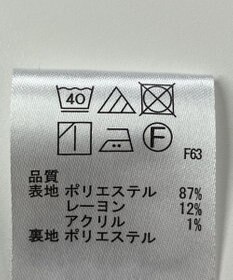 40
F
F63
品質
表地 ポリエステル 87%
レーヨン 12%
アクリル 1%
裏地 ポリエステル